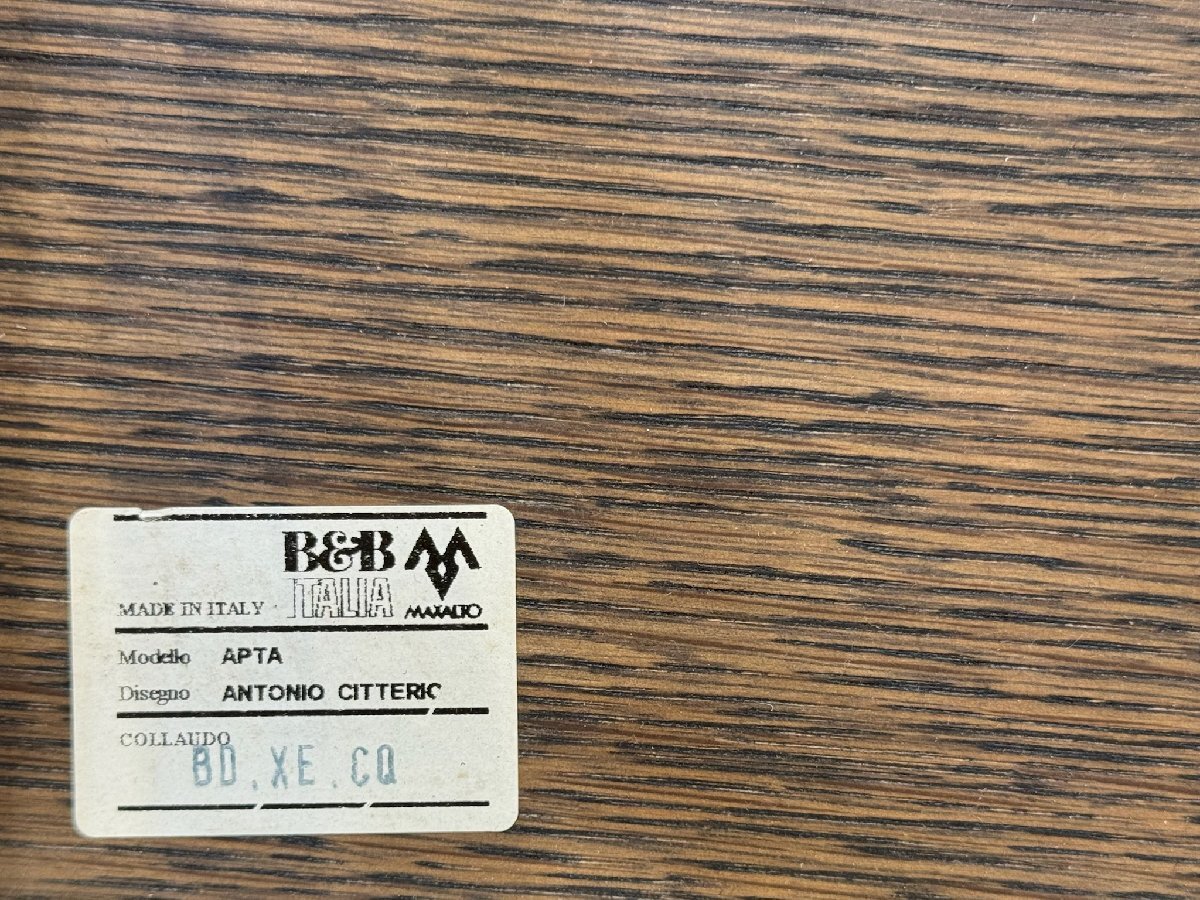 B&B
ITALIA
MAXALTO
MADE IN ITALY
Modello APTA
Disegno ANTONIO CITTERIO
COLLAUDO
BD.XE.CQ